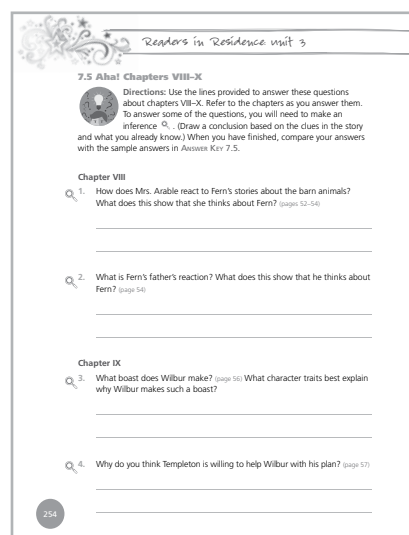 Readers in Residence unit 3
7.5 Aha! Chapters VIII–X
Directions: Use the lines provided to answer these questions
about chapters VIII–X. Refer to the chapters as you answer them.
To answer some of the questions, you will need to make an
inference . (Draw a conclusion based on the clues in the story
and what you already know.) When you have finished, compare your answers
with the sample answers in Answer Key 7.5.
Chapter VIII
1. How does Mrs. Arable react to Fern's stories about the barn animals?
What does this show that she thinks about Fern? (pages 52–54)
2. What is Fern's father's reaction? What does this show that he thinks about
Fern? (page 54)
Chapter IX
3. What boast does Wilbur make? (page 56) What character traits best explain
why Wilbur makes such a boast?
4. Why do you think Templeton is willing to help Wilbur with his plan? (page 57)
254